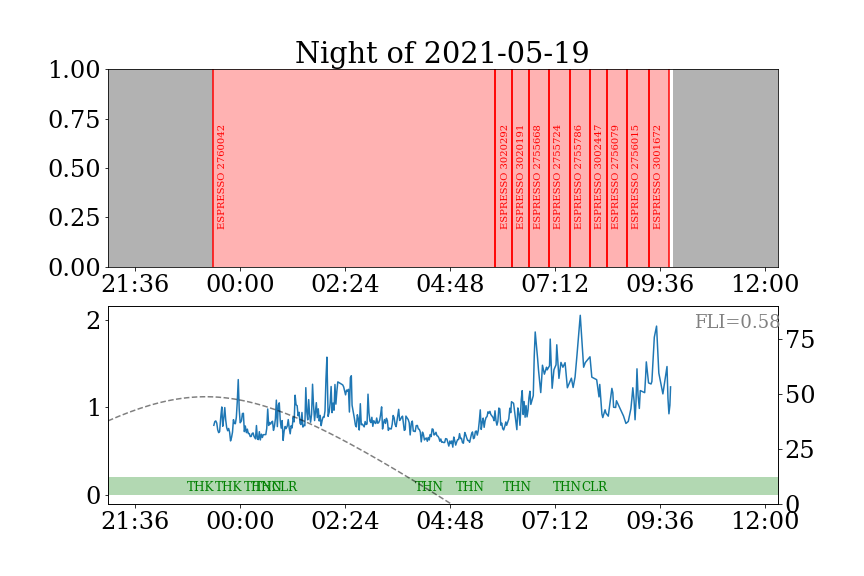 Night of 2021-05-19
1.00
0.75
0.50
0.25
0.00
ESPRESSO 2760042
ESPRESSO 3020292
ESPRESSO 3020191
ESPRESSO 2755668
ESPRESSO 2755724
ESPRESSO 2755786
ESPRESSO 3002447
ESPRESSO 2756079
ESPRESSO 2756015
ESPRESSO 3001672
21:36 00:00 02:24 04:48 07:12 09:36 12:00
FLI=0.58
2
1
0
75
50
25
0
THK THK THN THN CLR THN THN THN THN CLR
21:36 00:00 02:24 04:48 07:12 09:36 12:00